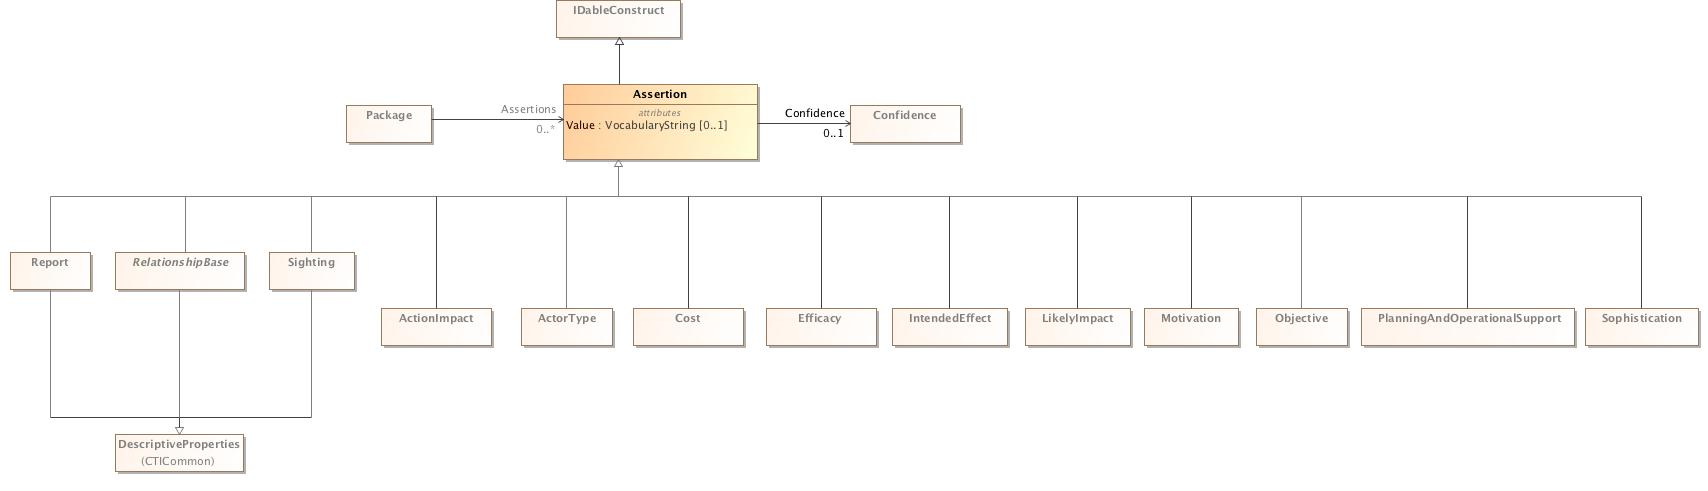 IDableConstruct
Assertion
attributes
Value : VocabularyString [0..1]
Package
Assertions
0..*
Confidence
0..1
Confidence
Report
RelationshipBase
Sighting
ActionImpact
ActorType
Cost
Efficacy
IntendedEffect
LikelyImpact
Motivation
Objective
PlanningAndOperationalSupport
Sophistication
DescriptiveProperties
(CTICommon)